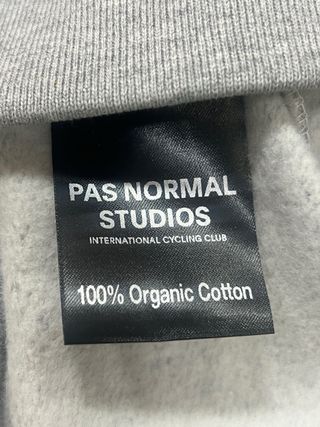 PAS NORMAL
STUDIOS
INTERNATIONAL CYCLING CLUB
100% Organic Cotton